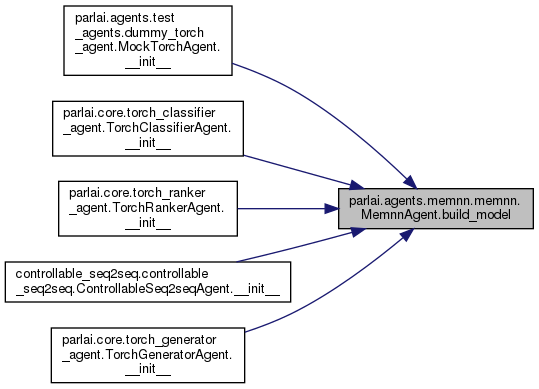 parlai.agents.test
_agents.dummy_torch
_agent.MockTorchAgent.
__init__
parlai.core.torch_classifier
_agent.TorchClassifierAgent.
__init__
parlai.core.torch_ranker
_agent.TorchRankerAgent.
__init__
controllable_seq2seq.controllable
_seq2seq.ControllableSeq2seqAgent.__init__
parlai.core.torch_generator
_agent.TorchGeneratorAgent.
__init__
parlai.agents.memnn.memnn.
MemnnAgent.build_model